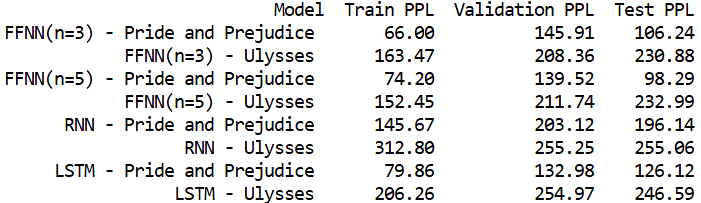 Model Train PPL Validation PPL Test PPL
FFNN(n=3) - Pride and Prejudice 66.00 145.91 106.24
FFNN(n=3) - Ulysses 163.47 208.36 230.88
FFNN(n=5) - Pride and Prejudice 74.20 139.52 98.29
FFNN(n=5) - Ulysses 152.45 211.74 232.99
RNN - Pride and Prejudice 145.67 203.12 196.14
RNN - Ulysses 312.80 255.25 255.06
LSTM - Pride and Prejudice 79.86 132.98 126.12
LSTM - Ulysses 206.26 254.97 246.59